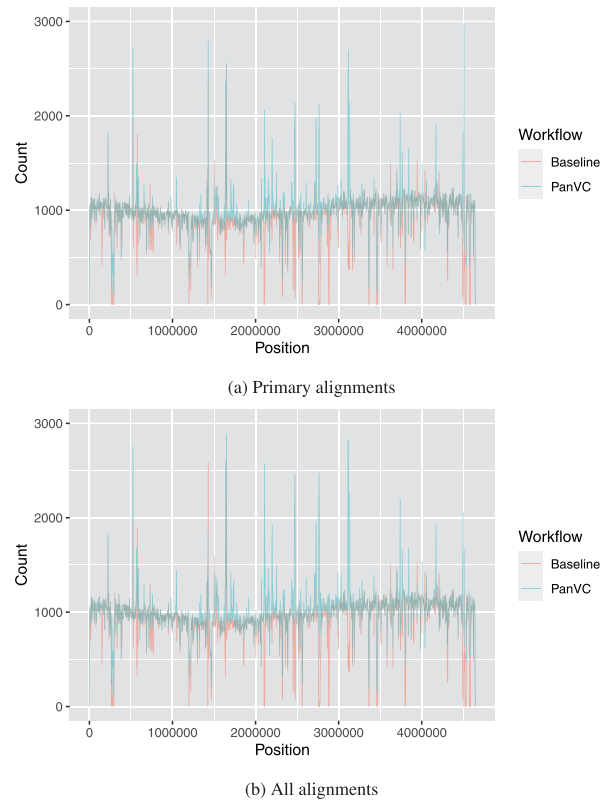 3000
2000
1000
0
Count
0 1000000 2000000 3000000 4000000
Position
Workflow
Baseline
PanVC
(a) Primary alignments
3000
2000
1000
0
Count
0 1000000 2000000 3000000 4000000
Position
Workflow
Baseline
PanVC
(b) All alignments